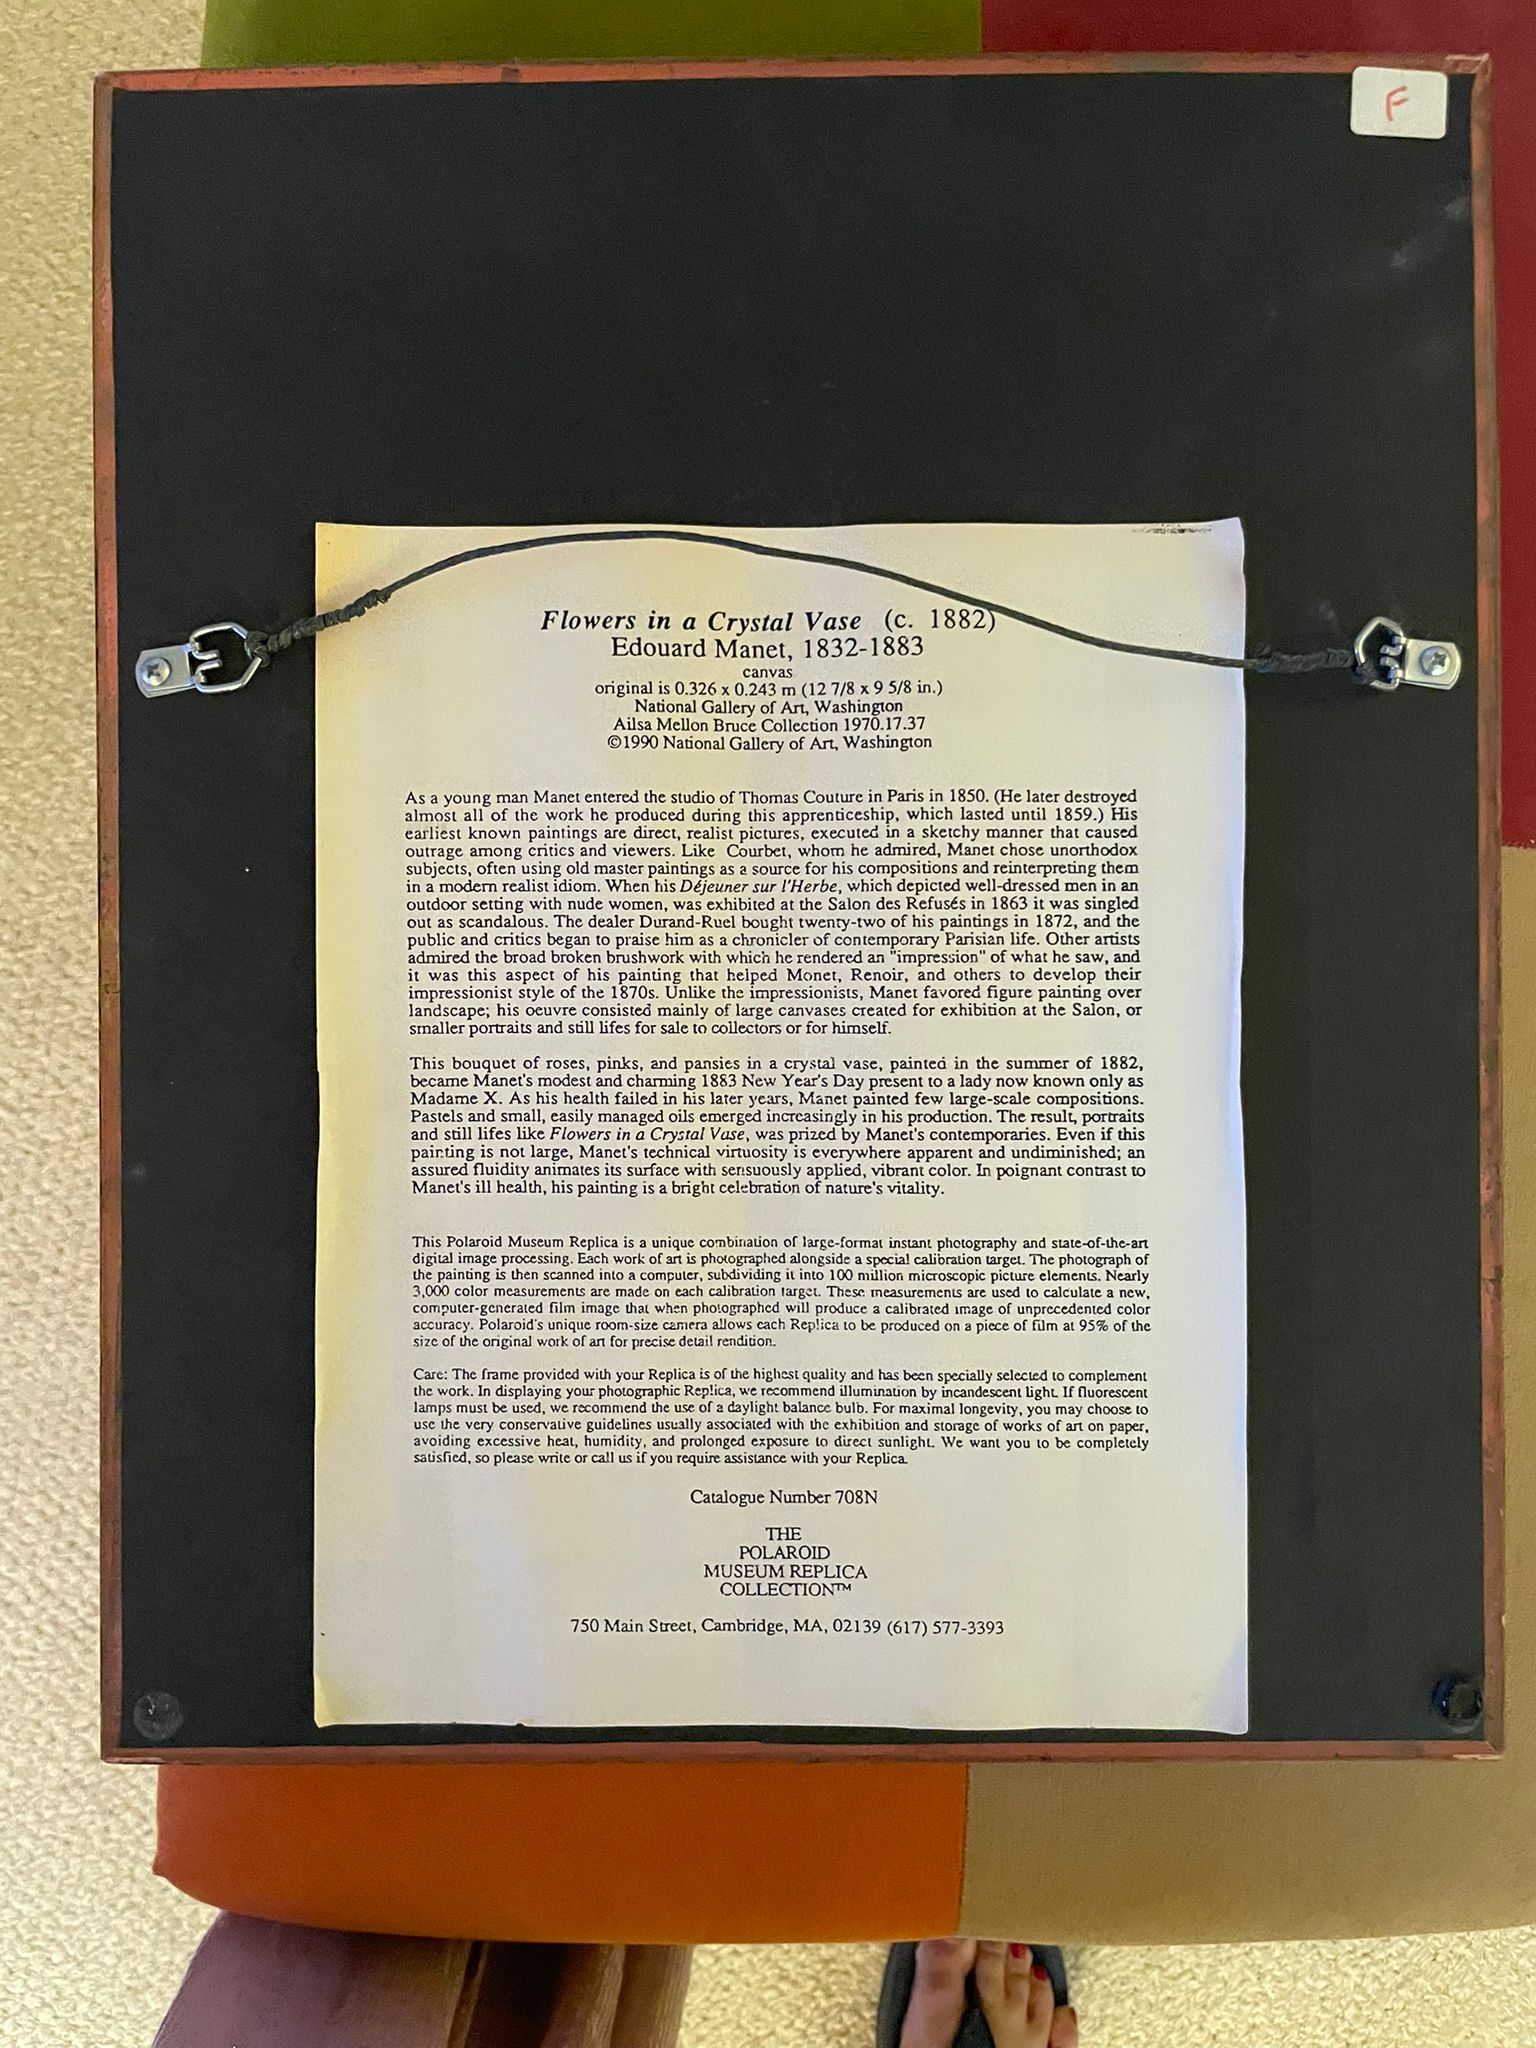 F
Flowers in a Crystal Vase (c. 1882)
Edouard Manet, 1832-1883
canvas
original is 0.326 x 0.243 m (12 7/8 x 9 5/8 in.)
National Gallery of Art, Washington
Ailsa Mellon Bruce Collection 1970.17.37
©1990 National Gallery of Art, Washington
As a young man Manet entered the studio of Thomas Couture in Paris in 1850. (He later destroyed
almost all of the work he produced during this apprenticeship, which lasted until 1859.) His
earliest known paintings are direct, realist pictures, executed in a sketchy manner that caused
outrage among critics and viewers. Like Courbet, whom he admired, Manet chose unorthodox
subjects, often using old master paintings as a source for his compositions and reinterpreting them
in a modern realist idiom. When his Déjeuner sur l'Herbe, which depicted well-dressed men in an
outdoor setting with nude women, was exhibited at the Salon des Refusés in 1863 it was singled
out as scandalous. The dealer Durand-Ruel bought twenty-two of his paintings in 1872, and the
public and critics began to praise him as a chronicler of contemporary Parisian life. Other artists
admired the broad broken brushwork with which he rendered an "impression" of what he saw, and
it was this aspect of his painting that helped Monet, Renoir, and others to develop their
impressionist style of the 1870s. Unlike the impressionists, Manet favored figure painting over
landscape; his oeuvre consisted mainly of large canvases created for exhibition at the Salon, or
smaller portraits and still lifes for sale to collectors or for himself.
This bouquet of roses, pinks, and pansies in a crystal vase, painted in the summer of 1882,
became Manet's modest and charming 1883 New Year's Day present to a lady now known only as
Madame X. As his health failed in his later years, Manet painted few large-scale compositions.
Pastels and small, easily managed oils emerged increasingly in his production. The result, portraits
and still lifes like Flowers in a Crystal Vase, was prized by Manet's contemporaries. Even if this
painting is not large, Manet's technical virtuosity is everywhere apparent and undiminished; an
assured fluidity animates its surface with sensuously applied, vibrant color. In poignant contrast to
Manet's ill health, his painting is a bright celebration of nature's vitality.
This Polaroid Museum Replica is a unique combination of large-format instant photography and state-of-the-art
digital image processing. Each work of art is photographed alongside a special calibration target. The photograph of
the painting is then scanned into a computer, subdividing it into 100 million microscopic picture elements. Nearly
3,000 color measurements are made on each calibration target. These measurements are used to calculate a new,
computer-generated film image that when photographed will produce a calibrated image of unprecedented color
accuracy. Polaroid's unique room-size camera allows each Replica to be produced on a piece of film at 95% of the
size of the original work of art for precise detail rendition.
Care: The frame provided with your Replica is of the highest quality and has been specially selected to complement
the work. In displaying your photographic Replica, we recommend illumination by incandescent light. If fluorescent
lamps must be used, we recommend the use of a daylight balance bulb. For maximal longevity, you may choose to
use the very conservative guidelines usually associated with the exhibition and storage of works of art on paper,
avoiding excessive heat, humidity, and prolonged exposure to direct sunlight. We want you to be completely
satisfied, so please write or call us if you require assistance with your Replica.
Catalogue Number 708N
THE
POLAROID
MUSEUM REPLICA
COLLECTION™
750 Main Street, Cambridge, MA, 02139 (617) 577-3393